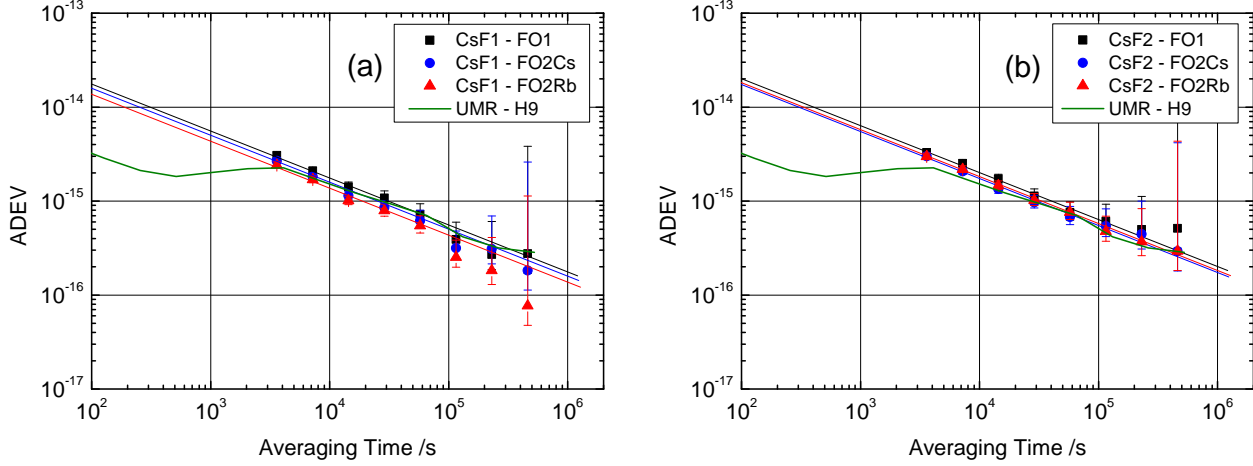 (a)
CsF1 - FO1
CsF1 - FO2Cs
CsF1 - FO2Rb
UMR - H9
10^-13
10^-14
10^-15
10^-16
10^-17
ADEV
10^2
10^3
10^4
10^5
10^6
Averaging Time /s
(b)
CsF2 - FO1
CsF2 - FO2Cs
CsF2 - FO2Rb
UMR - H9
10^-13
10^-14
10^-15
10^-16
10^-17
ADEV
10^2
10^3
10^4
10^5
10^6
Averaging Time /s